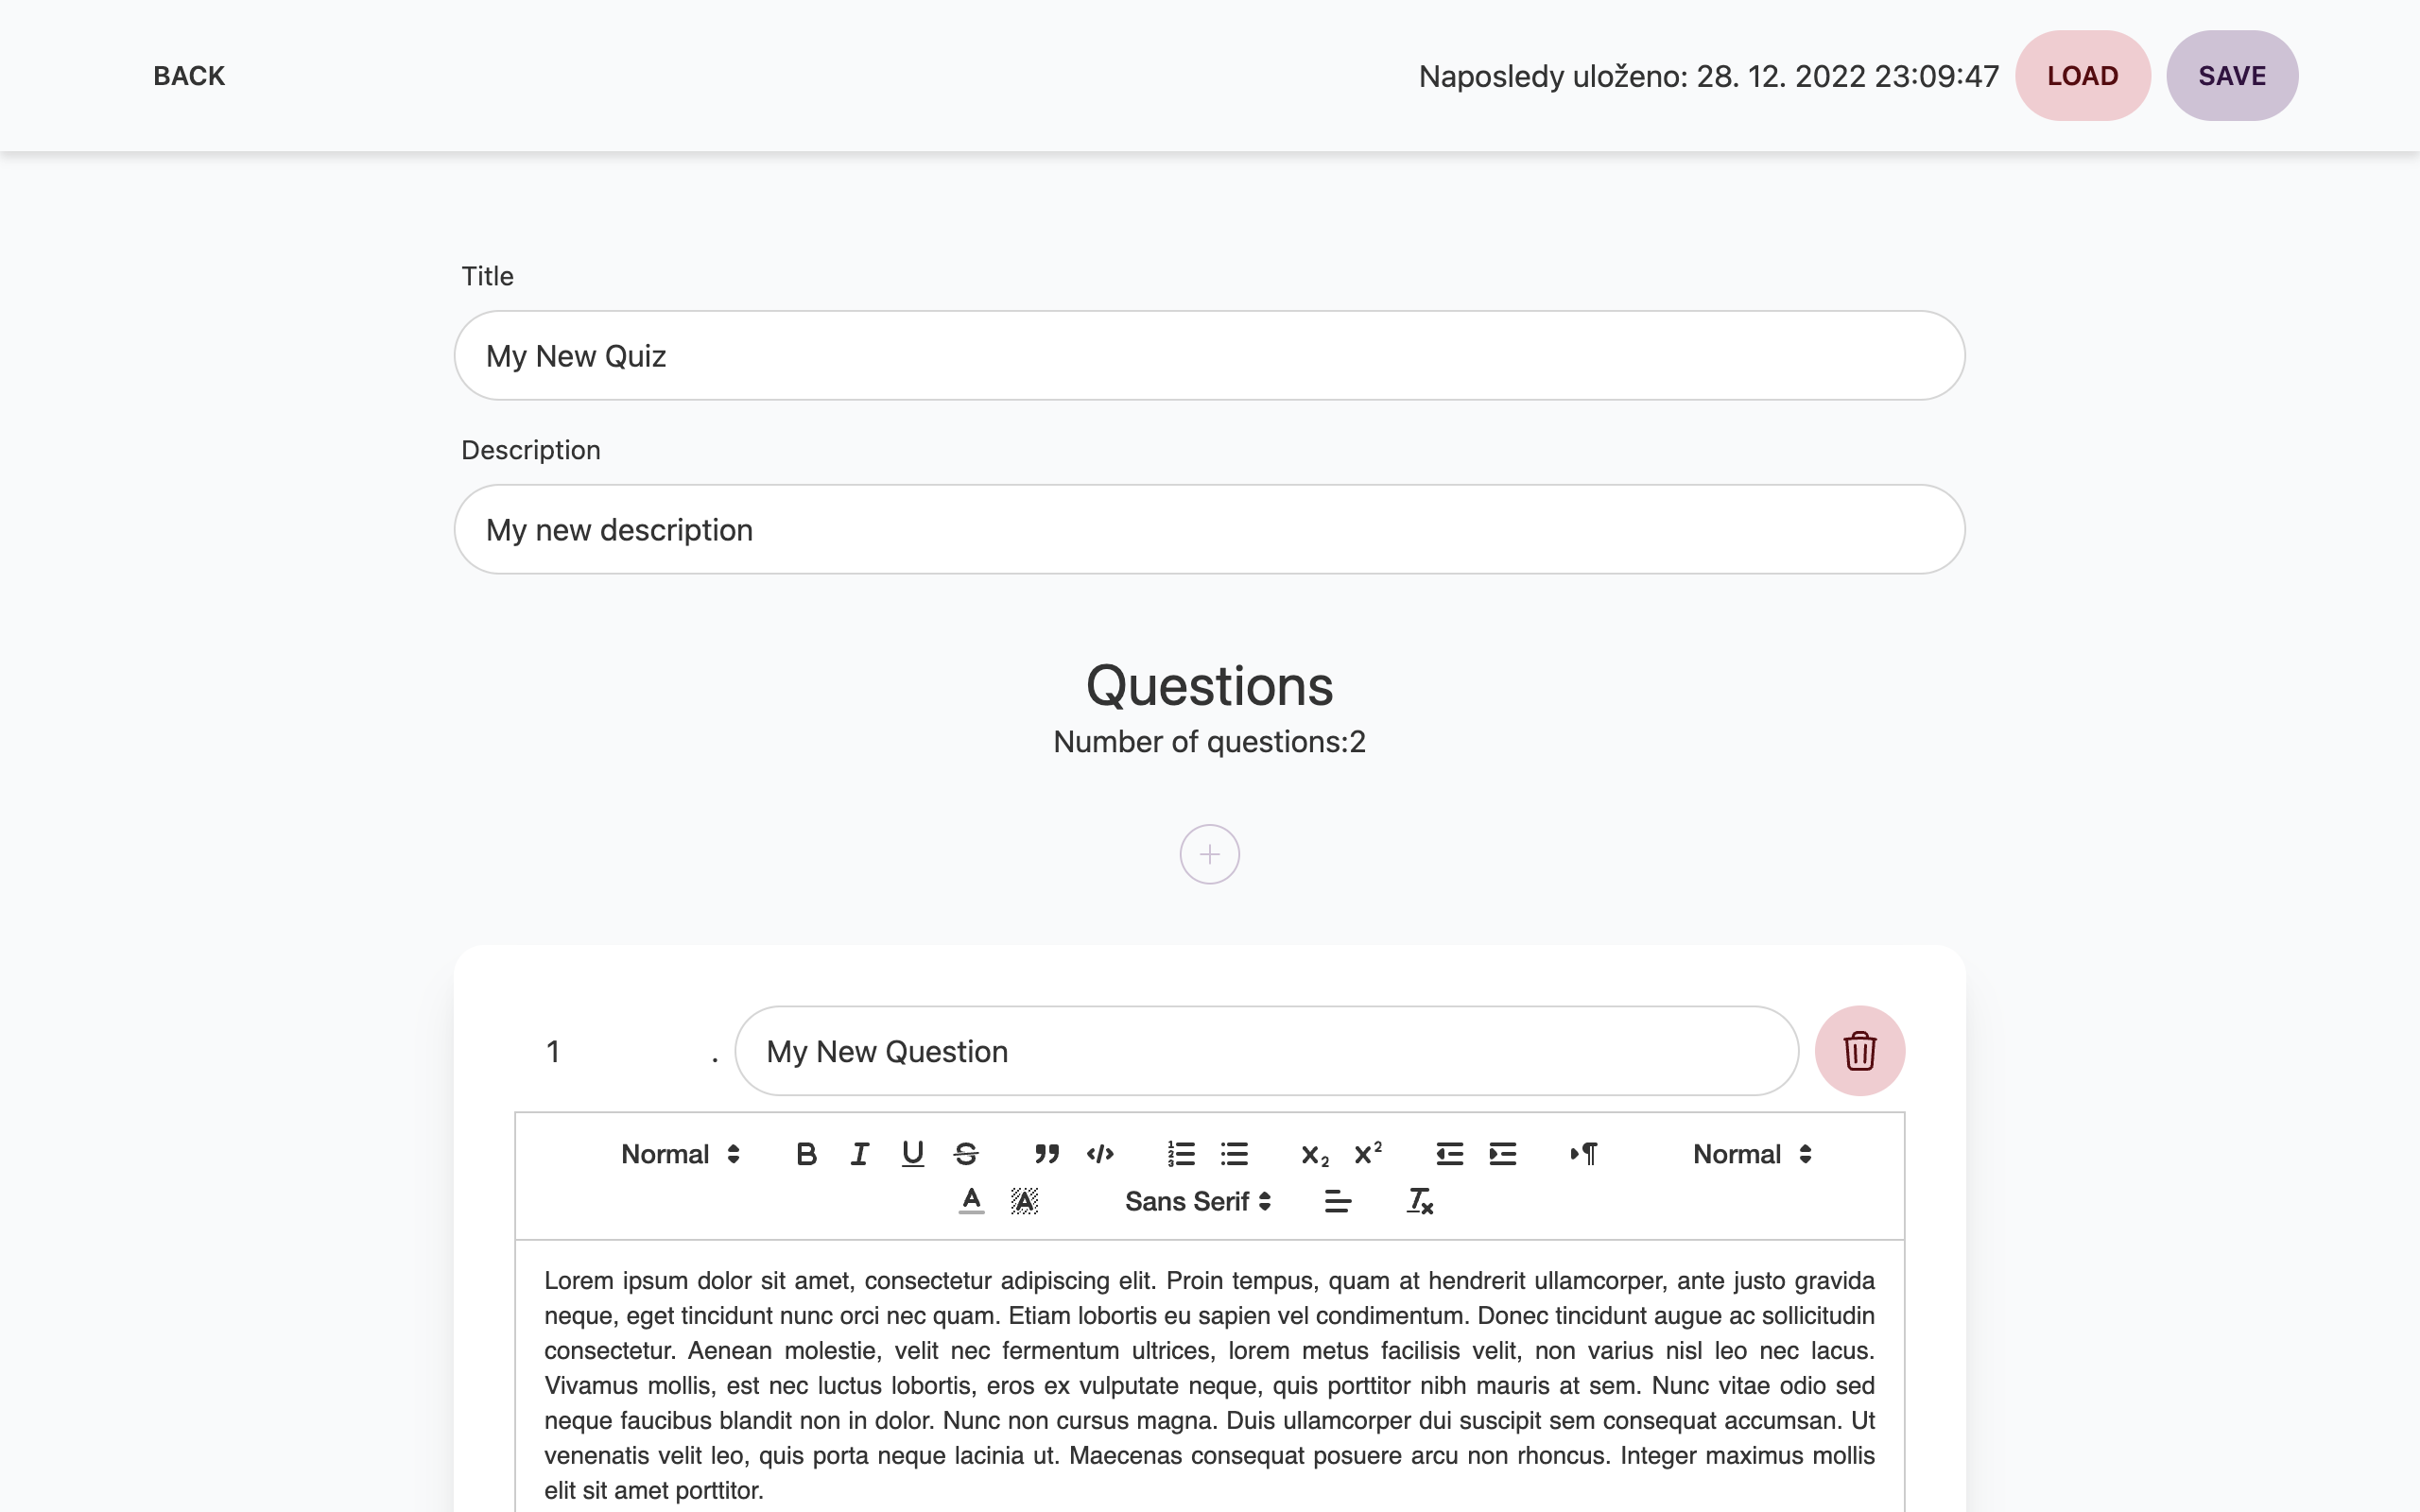 BACK
Naposledy uloženo: 28. 12. 2022 23:09:47 LOAD SAVE
Title
My New Quiz
Description
My new description
Questions
Number of questions:2
1 . My New Question
Normal
Normal
Sans Serif
Lorem ipsum dolor sit amet, consectetur adipiscing elit. Proin tempus, quam at hendrerit ullamcorper, ante justo gravida
neque, eget tincidunt nunc orci nec quam. Etiam lobortis eu sapien vel condimentum. Donec tincidunt augue ac sollicitudin
consectetur. Aenean molestie, velit nec fermentum ultrices, lorem metus facilisis velit, non varius nisl leo nec lacus.
Vivamus mollis, est nec luctus lobortis, eros ex vulputate neque, quis porttitor nibh mauris at sem. Nunc vitae odio sed
neque faucibus blandit non in dolor. Nunc non cursus magna. Duis ullamcorper dui suscipit sem consequat accumsan. Ut
venenatis velit leo, quis porta neque lacinia ut. Maecenas consequat posuere arcu non rhoncus. Integer maximus mollis
elit sit amet porttitor.